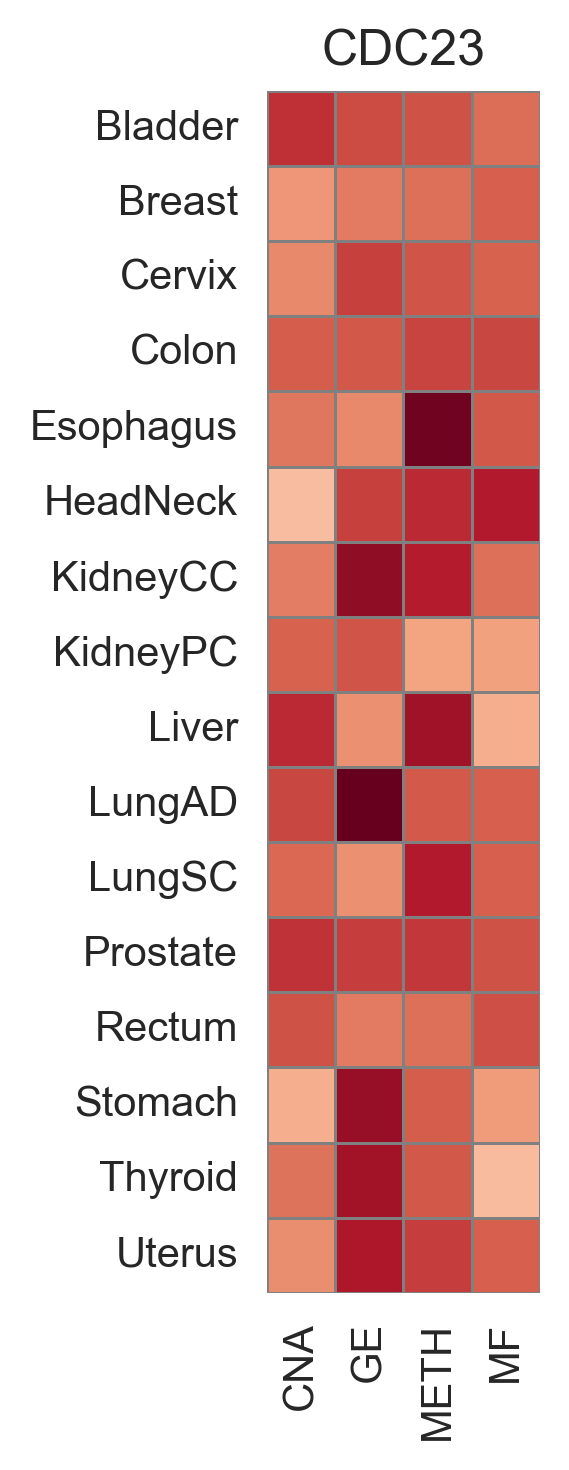 CDC23
Bladder
Breast
Cervix
Colon
Esophagus
HeadNeck
KidneyCC
KidneyPC
Liver
LungAD
LungSC
Prostate
Rectum
Stomach
Thyroid
Uterus
CNA
GE
METH
MF